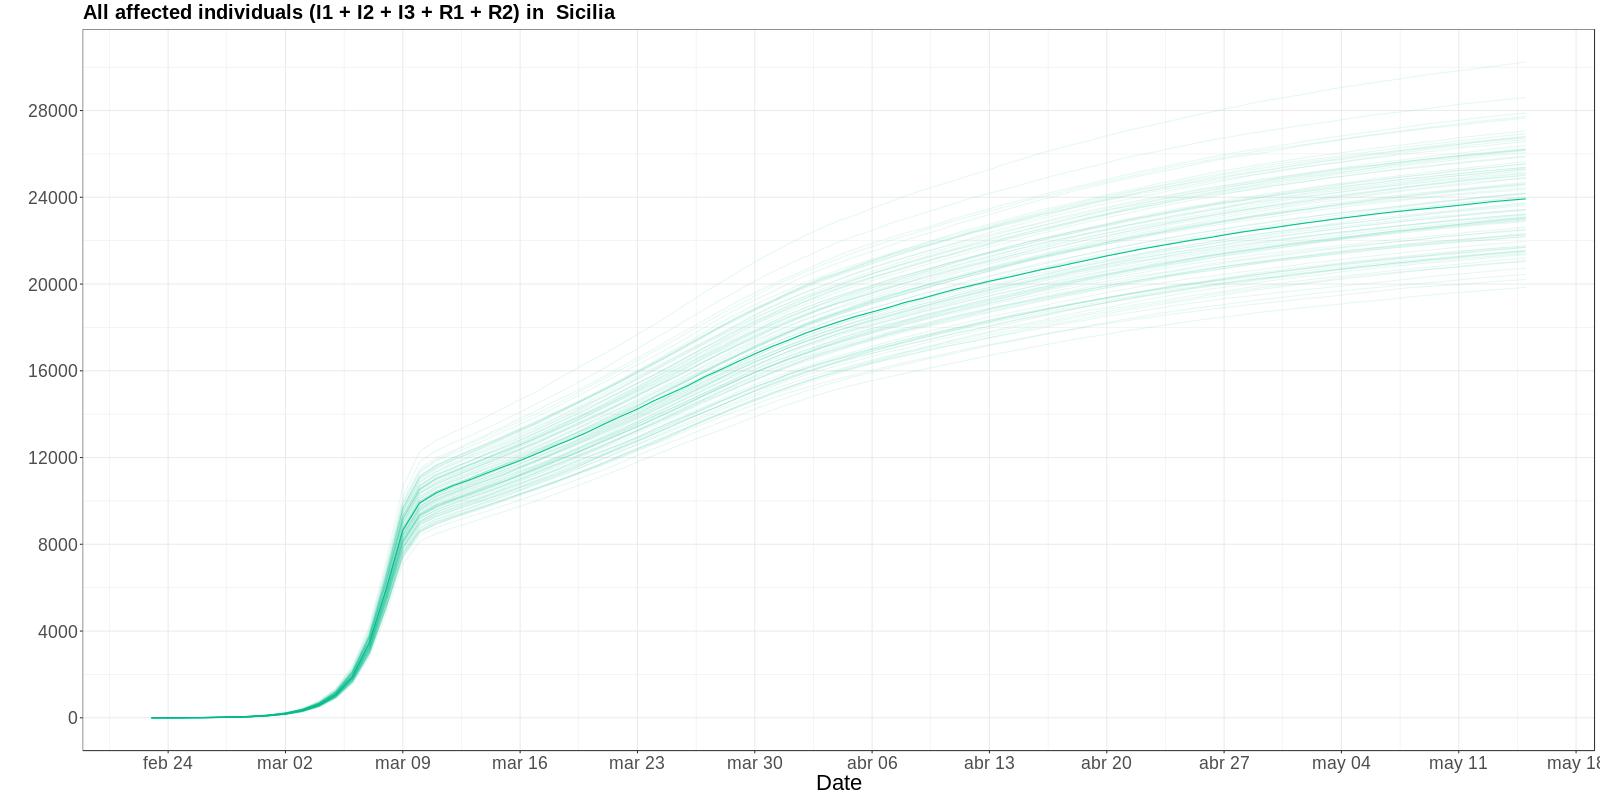 All affected individuals (I1 + I2 + I3 + R1 + R2) in  Sicilia
28000
24000
20000
16000
12000
8000
4000
0
feb 24 mar 02 mar 09 mar 16 mar 23 mar 30 abr 06 abr 13 abr 20 abr 27 may 04 may 11 may 18
Date